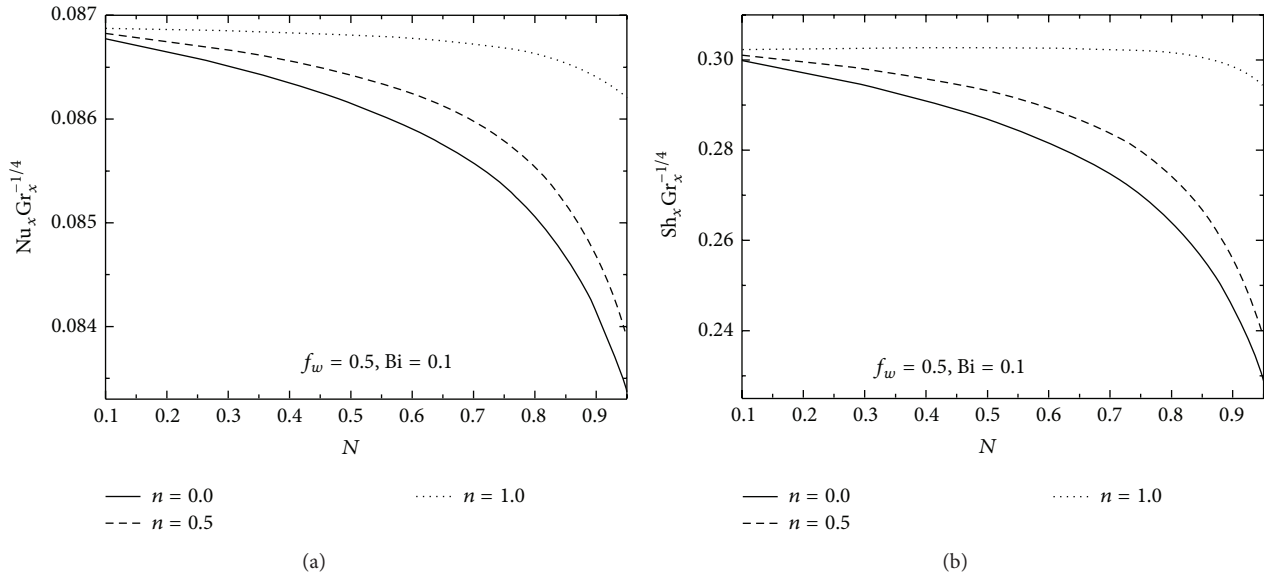 0.087
0.086
0.085
0.084
Nu_x Gr_x^{−1/4}
f_w = 0.5, Bi = 0.1
0.1 0.2 0.3 0.4 0.5 0.6 0.7 0.8 0.9
N
n = 0.0
n = 0.5
n = 1.0
(a)
0.30
0.28
0.26
0.24
Sh_x Gr_x^{−1/4}
f_w = 0.5, Bi = 0.1
0.1 0.2 0.3 0.4 0.5 0.6 0.7 0.8 0.9
N
n = 0.0
n = 0.5
n = 1.0
(b)